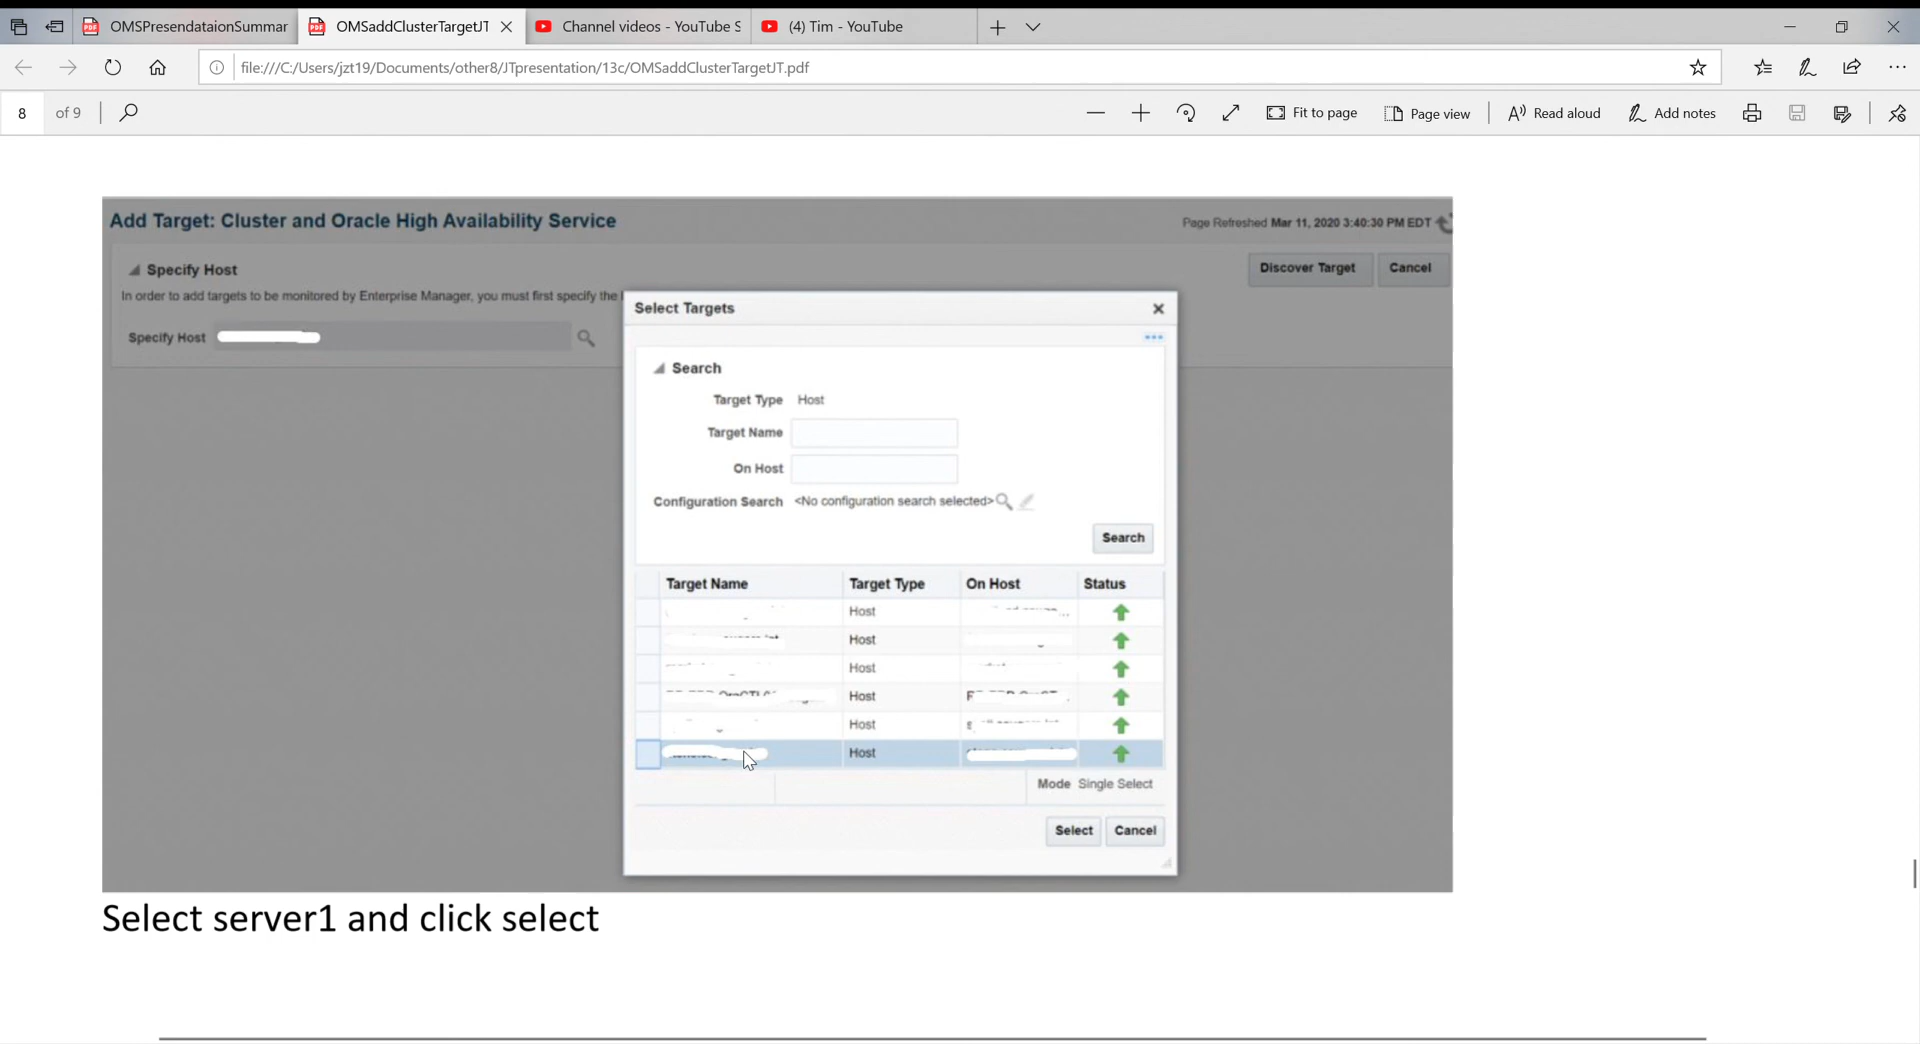 OMSPresendataionSummar
OMSaddClusterTargetJT
Channel videos - YouTube S
(4) Tim - YouTube
file:///C:/Users/jzt19/Documents/other8/JTpresentation/13c/OMSaddClusterTargetJT.pdf
8 of 9
Fit to page
Page view
Read aloud
Add notes
Add Target: Cluster and Oracle High Availability Service
Page Refreshed Mar 11, 2020 3:40:30 PM EDT
Specify Host
Discover Target Cancel
In order to add targets to be monitored by Enterprise Manager, you must first specify the
Specify Host
Select Targets
Search
Target Type Host
Target Name
On Host
Configuration Search <No configuration search selected>
Search
Target Name Target Type On Host Status
Host
Host
Host
Host
Host
Host
Mode Single Select
Select Cancel
Select server1 and click select